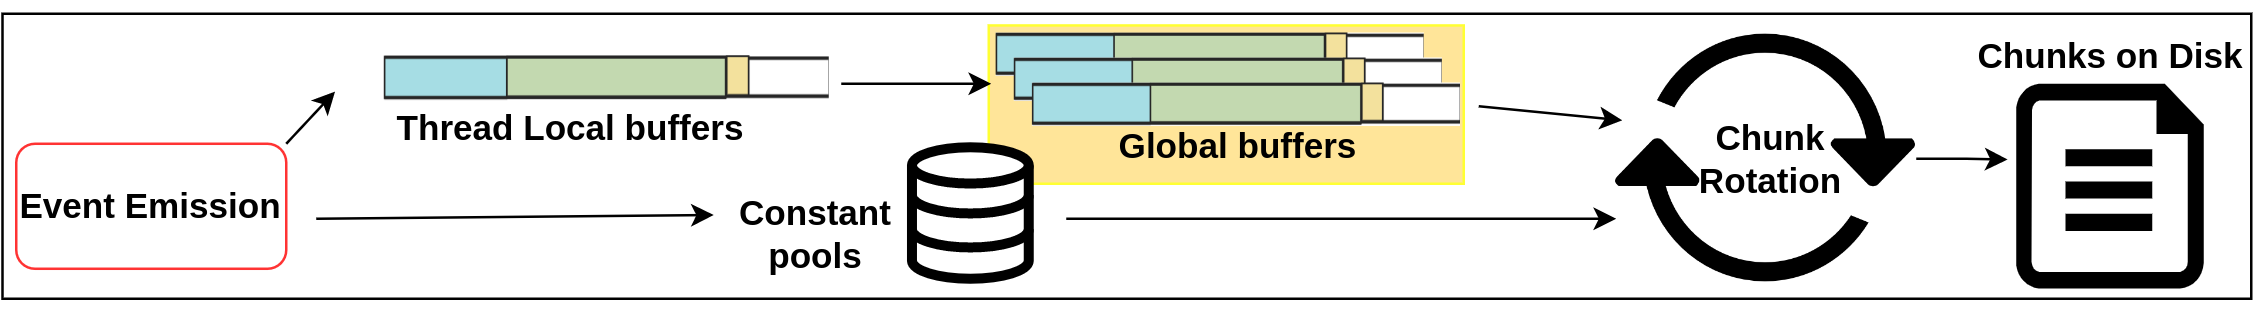 Event Emission
Thread Local buffers
Constant
pools
Global buffers
Chunk
Rotation
Chunks on Disk